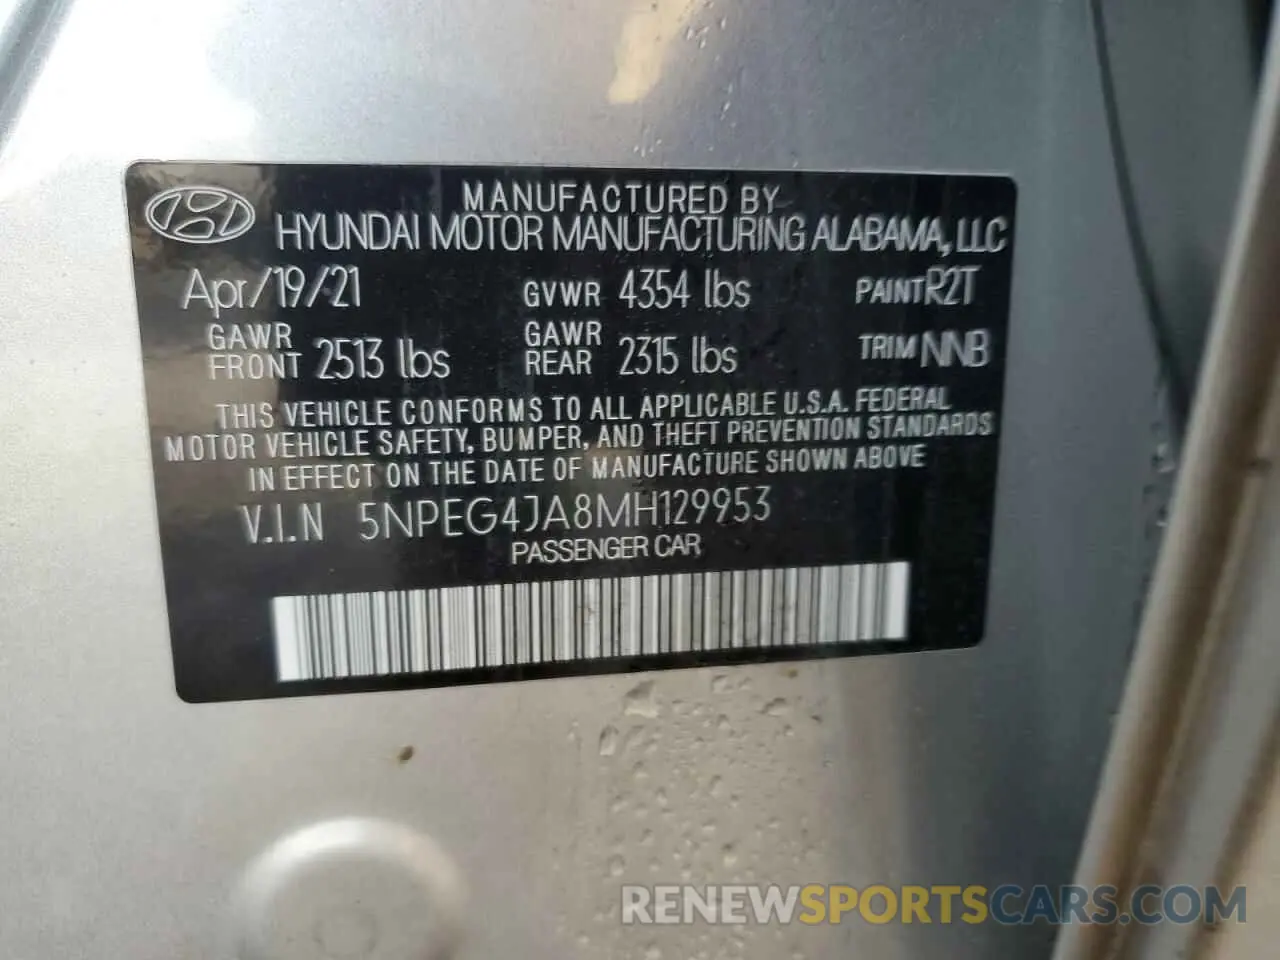 MANUFACTURED BY
HYUNDAI MOTOR MANUFACTURING ALABAMA, LLC
Apr/19/21 GVWR 4354 lbs PAINT R2T
GAWR FRONT 2513 lbs GAWR REAR 2315 lbs TRIM NNB
THIS VEHICLE CONFORMS TO ALL APPLICABLE U.S.A. FEDERAL
MOTOR VEHICLE SAFETY, BUMPER, AND THEFT PREVENTION STANDARDS
IN EFFECT ON THE DATE OF MANUFACTURE SHOWN ABOVE
V.I.N 5NPEG4JA8MH129953
PASSENGER CAR
RENEWSPORTSCARS.COM